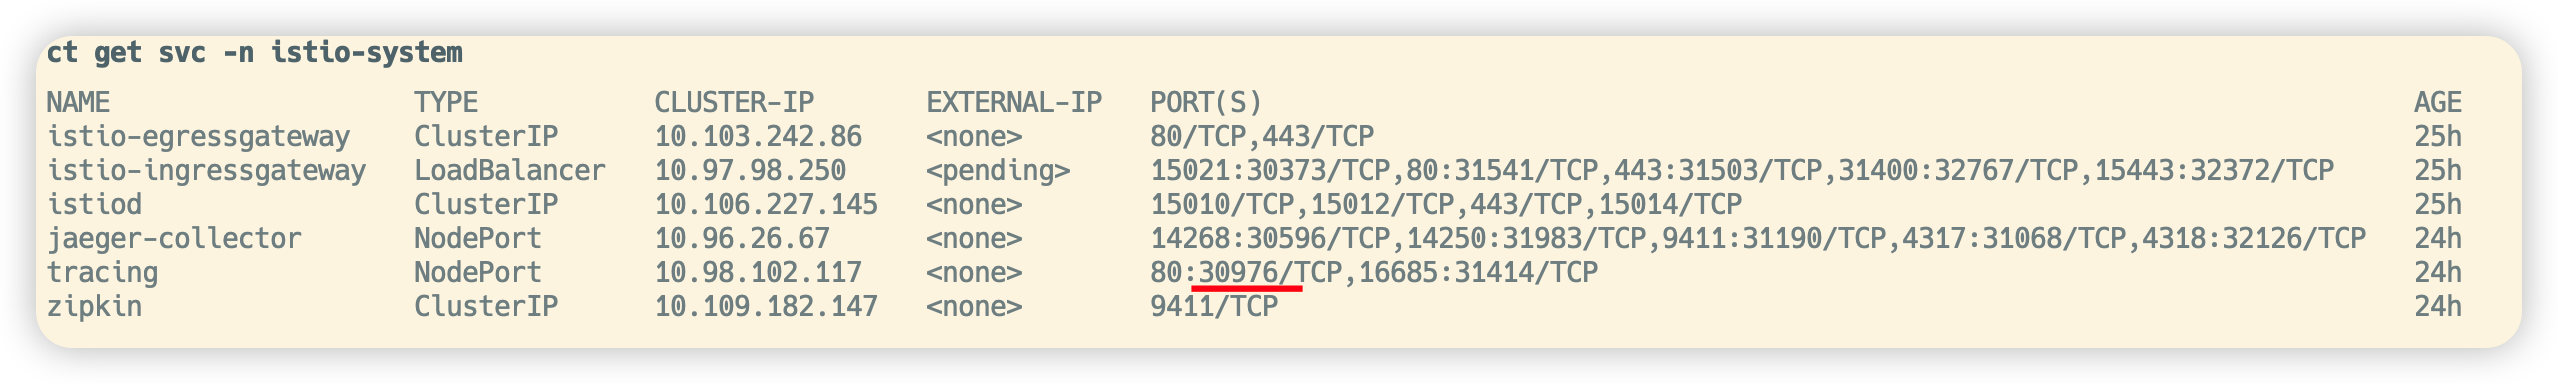 ct get svc -n istio-system
NAME TYPE CLUSTER-IP EXTERNAL-IP PORT(S) AGE
istio-egressgateway ClusterIP 10.103.242.86 <none> 80/TCP,443/TCP 25h
istio-ingressgateway LoadBalancer 10.97.98.250 <pending> 15021:30373/TCP,80:31541/TCP,443:31503/TCP,31400:32767/TCP,15443:32372/TCP 25h
istiod ClusterIP 10.106.227.145 <none> 15010/TCP,15012/TCP,443/TCP,15014/TCP 25h
jaeger-collector NodePort 10.96.26.67 <none> 14268:30596/TCP,14250:31983/TCP,9411:31190/TCP,4317:31068/TCP,4318:32126/TCP 24h
tracing NodePort 10.98.102.117 <none> 80:30976/TCP,16685:31414/TCP 24h
zipkin ClusterIP 10.109.182.147 <none> 9411/TCP 24h